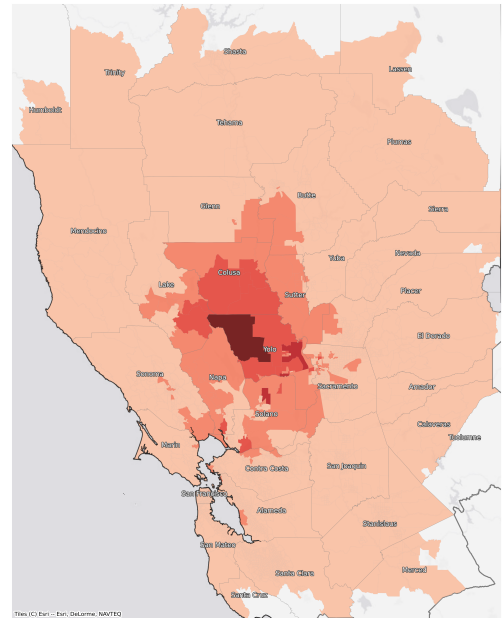 Shasta
Lassen
Trinity
Humboldt
Tehama
Plumas
Butte
Glenn
Sierra
Mendocino
Nevada
Yuba
Colusa
Lake
Placer
Sutter
El Dorado
Yolo
Sonoma
Napa
Sacramento
Amador
Solano
Calaveras
Tuolumne
Marin
Contra Costa
San Joaquin
San Francisco
Alameda
Stanislaus
San Mateo
Santa Clara
Merced
Santa Cruz
Tiles (C) Esri -- Esri, DeLorme, NAVTEQ